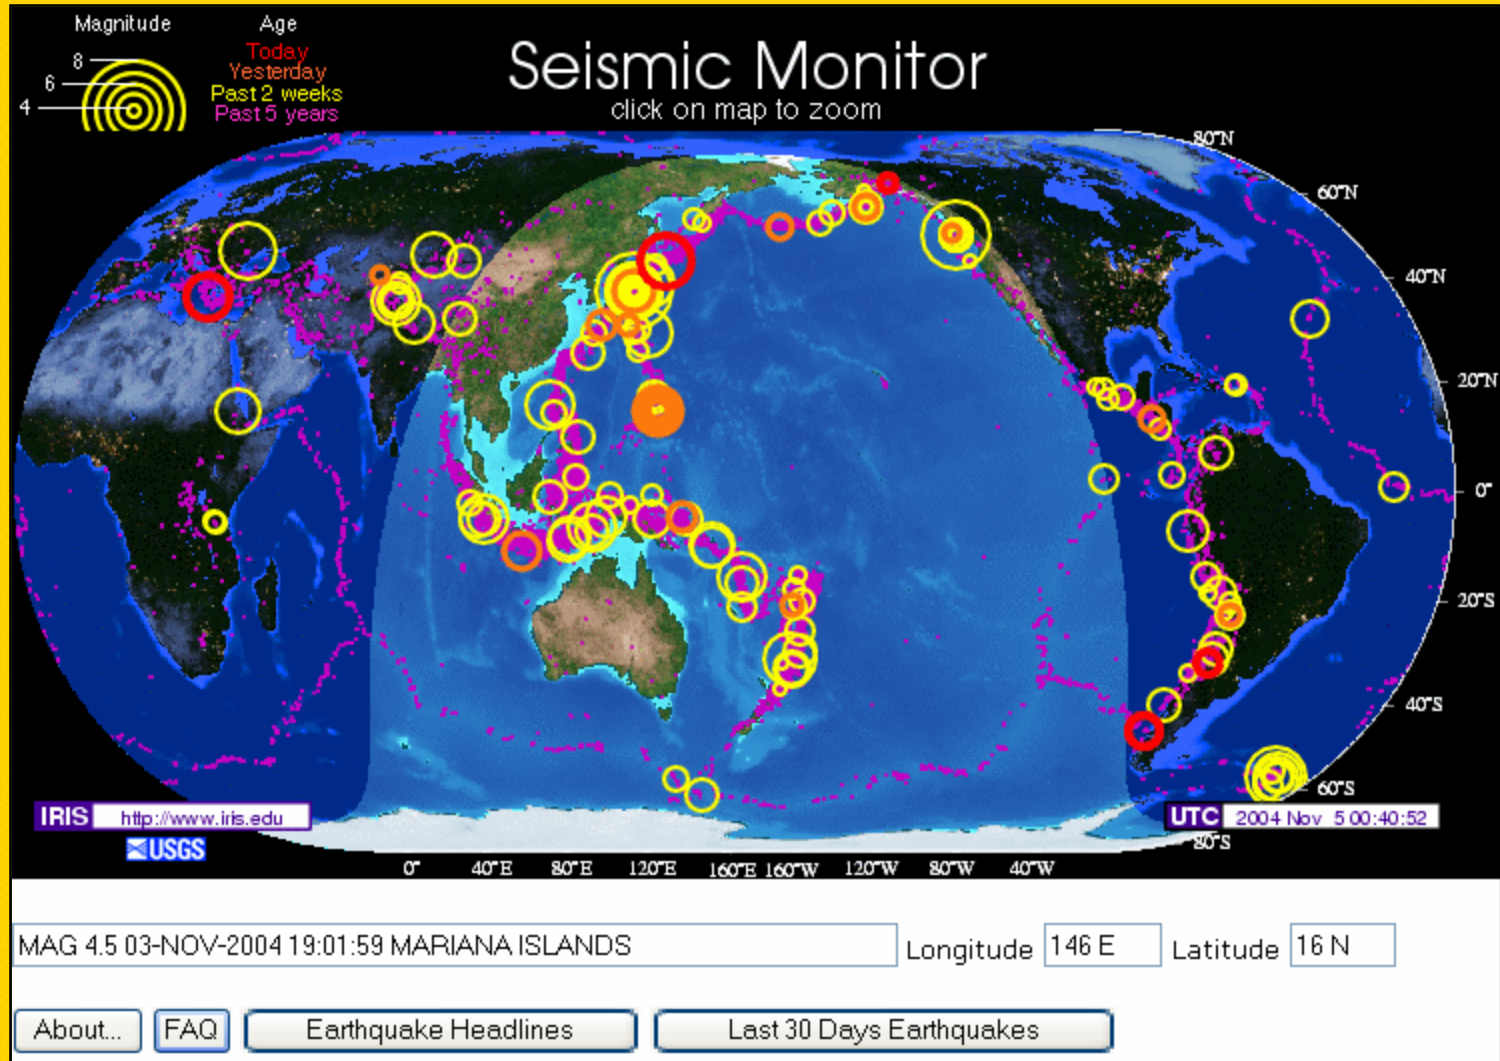 Magnitude
Age
8
6
4
Today
Yesterday
Past 2 weeks
Past 5 years
Seismic Monitor
click on map to zoom
80°N
60°N
40°N
20°N
0°
20°S
40°S
60°S
80°S
IRIS http://www.iris.edu
USGS
UTC 2004 Nov 5 00:40:52
0° 40°E 80°E 120°E 160°E 160°W 120°W 80°W 40°W
MAG 4.5 03-NOV-2004 19:01:59 MARIANA ISLANDS Longitude 146 E Latitude 16 N
About... FAQ Earthquake Headlines Last 30 Days Earthquakes